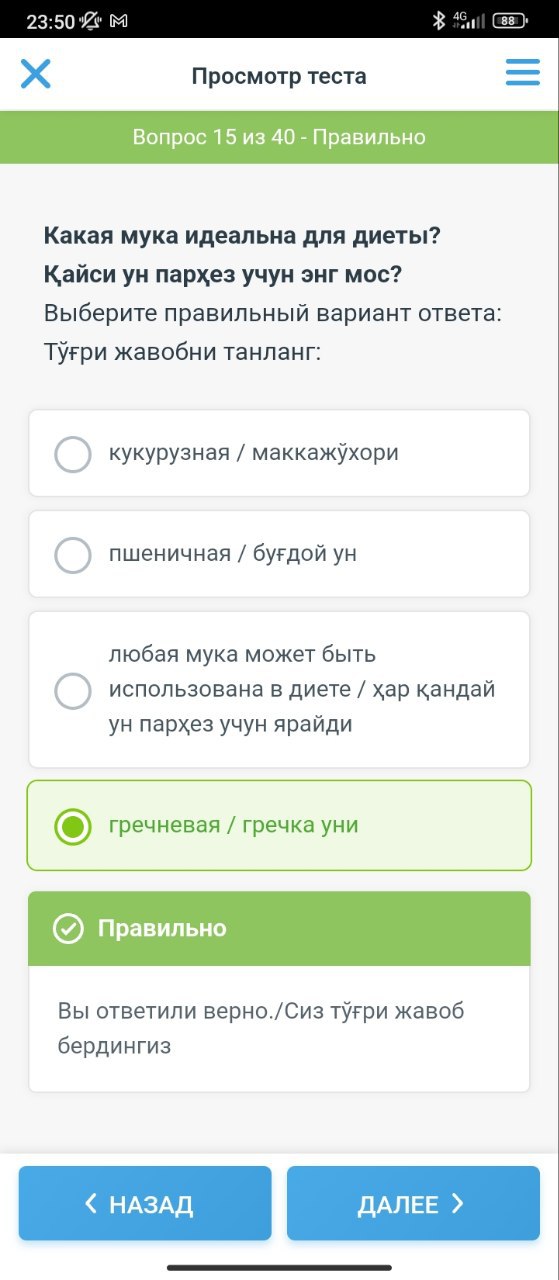 23:50
4G
88
Просмотр теста
Вопрос 15 из 40 - Правильно
Какая мука идеальна для диеты?
Қайси ун парҳез учун энг мос?
Выберите правильный вариант ответа:
Тўғри жавобни танланг:
кукурузная / маккажўхори
пшеничная / буғдой ун
любая мука может быть
использована в диете / ҳар қандай
ун парҳез учун ярайди
гречневая / гречка уни
Правильно
Вы ответили верно./Сиз тўғри жавоб
бердингиз
НАЗАД
ДАЛЕЕ